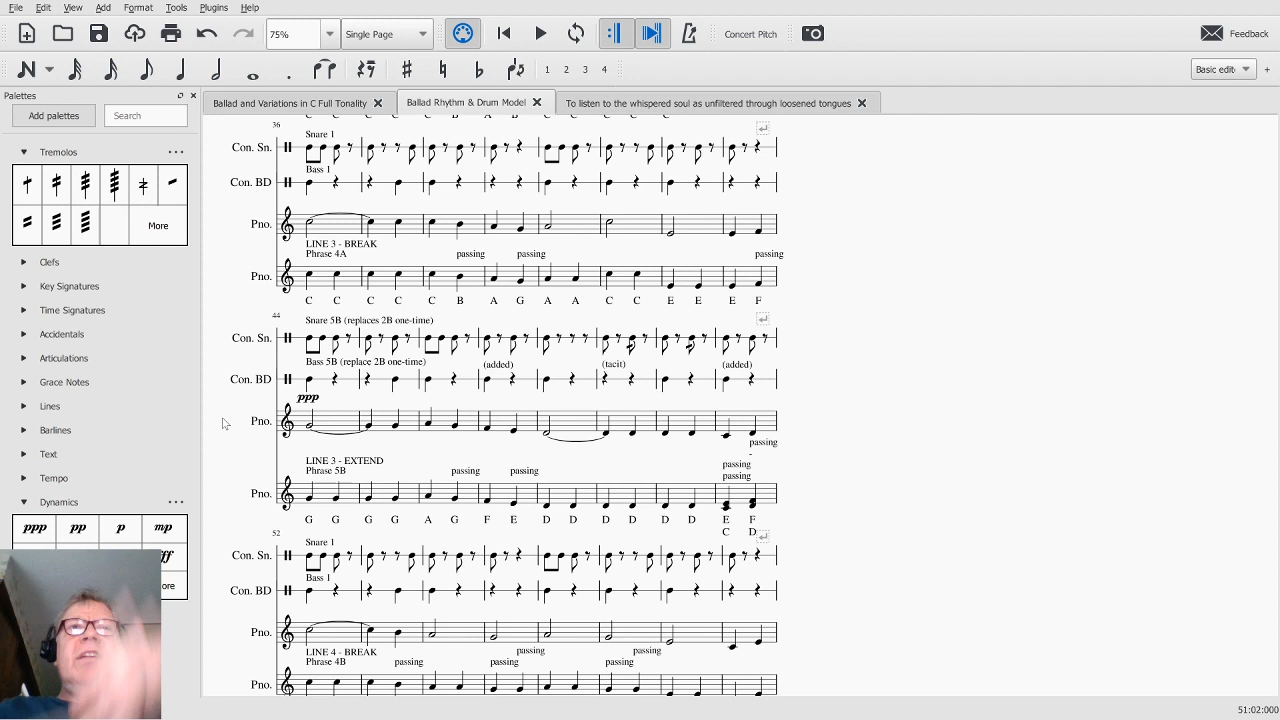 File Edit View Add Format Tools Plugins Help
75% Single Page Concert Pitch Feedback
1 2 3 4 Basic edit +
Palettes
Add palettes Search
Ballad and Variations in C Full Tonality Ballad Rhythm & Drum Model To listen to the whispered soul as unfiltered through loosened tongues
Tremolos
More
Clefs
Key Signatures
Time Signatures
Accidentals
Articulations
Grace Notes
Lines
Barlines
Text
Tempo
Dynamics
ppp pp p mp
ff
ore
36
Snare 1
Con. Sn.
Bass 1
Con. BD
Pno.
LINE 3 - BREAK
Phrase 4A passing passing passing
Pno.
C C C C C B A G A A C C E E E F
44
Snare 5B (replaces 2B one-time)
Con. Sn.
Bass 5B (replace 2B one-time) (added) (tacit) (added)
Con. BD
ppp
Pno.
passing
-
LINE 3 - EXTEND passing
Phrase 5B passing passing passing
Pno.
G G G G A G F E D D D D D D E F
C D
52
Snare 1
Con. Sn.
Bass 1
Con. BD
Pno.
LINE 4 - BREAK passing passing
Phrase 4B passing passing passing
Pno.
51:02:000